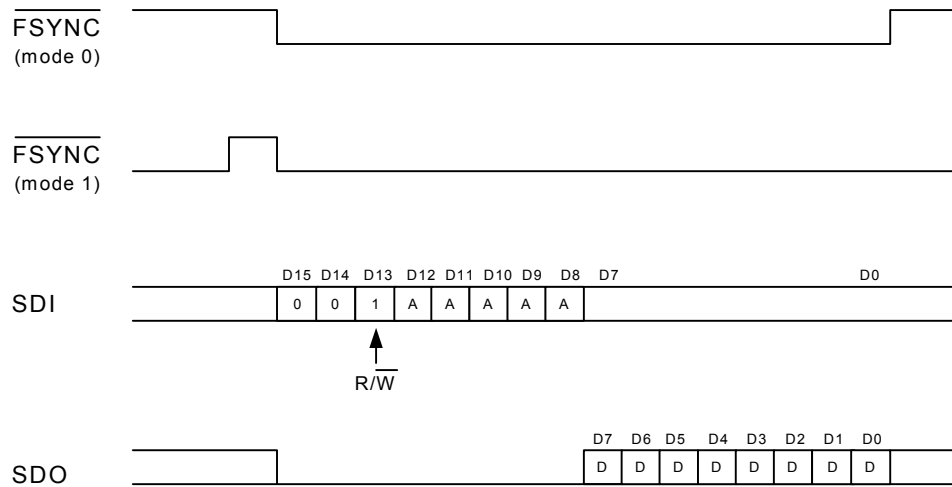 FSYNC
(mode 0)
FSYNC
(mode 1)
D15 D14 D13 D12 D11 D10 D9 D8 D7 D0
SDI 0 0 1 A A A A A
R/W
D7 D6 D5 D4 D3 D2 D1 D0
SDO D D D D D D D D